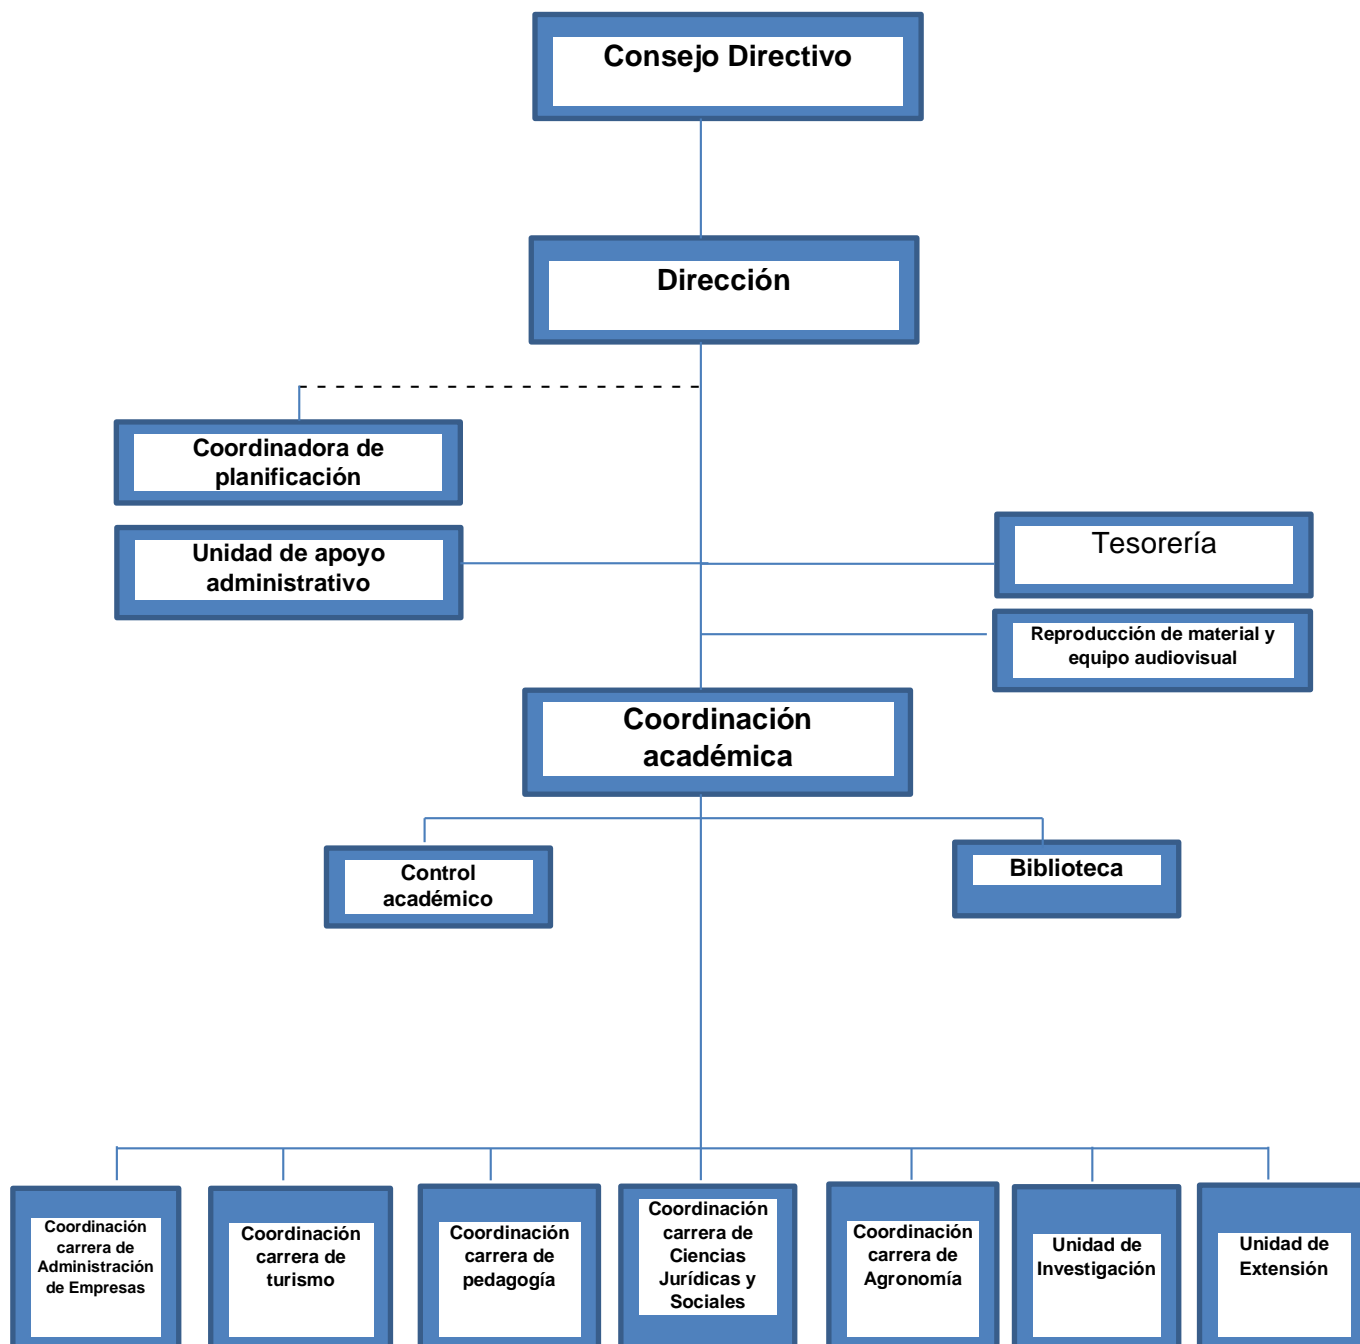 Consejo Directivo
Dirección
Coordinadora de
planificación
Unidad de apoyo
administrativo
Tesorería
Reproducción de material y
equipo audiovisual
Coordinación
académica
Control
académico
Biblioteca
Coordinación
carrera de
Administración
de Empresas
Coordinación
carrera de
turismo
Coordinación
carrera de
pedagogía
Coordinación
carrera de
Ciencias
Jurídicas y
Sociales
Coordinación
carrera de
Agronomía
Unidad de
Investigación
Unidad de
Extensión